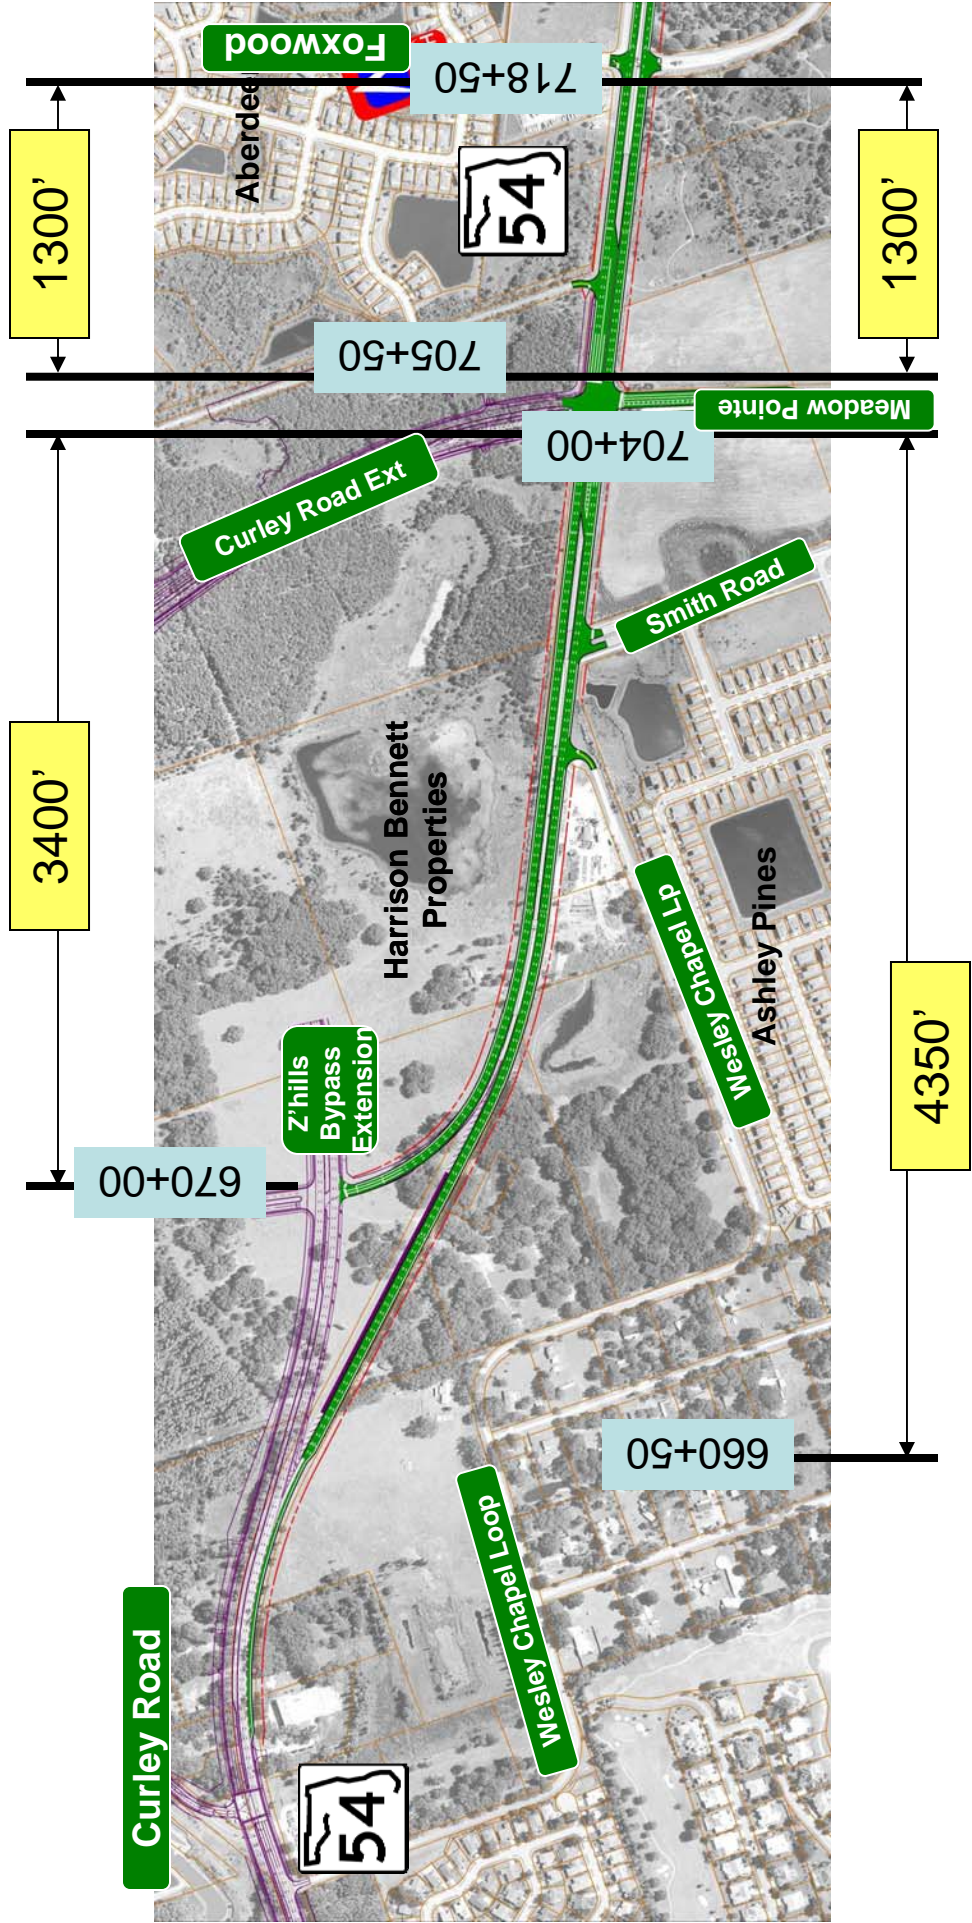 3400’
1300’
670+00
Curley Road
Curley Road Ext
Foxwood
Aberdee
Z’hills
Bypass
Extension
705+50
718+50
54
Harrison Bennett
Properties
54
Wesley Chapel Loop
704+00
660+50
Smith Road
Wesley Chapel Lp
Ashley Pines
Meadow Pointe
4350’
1300’